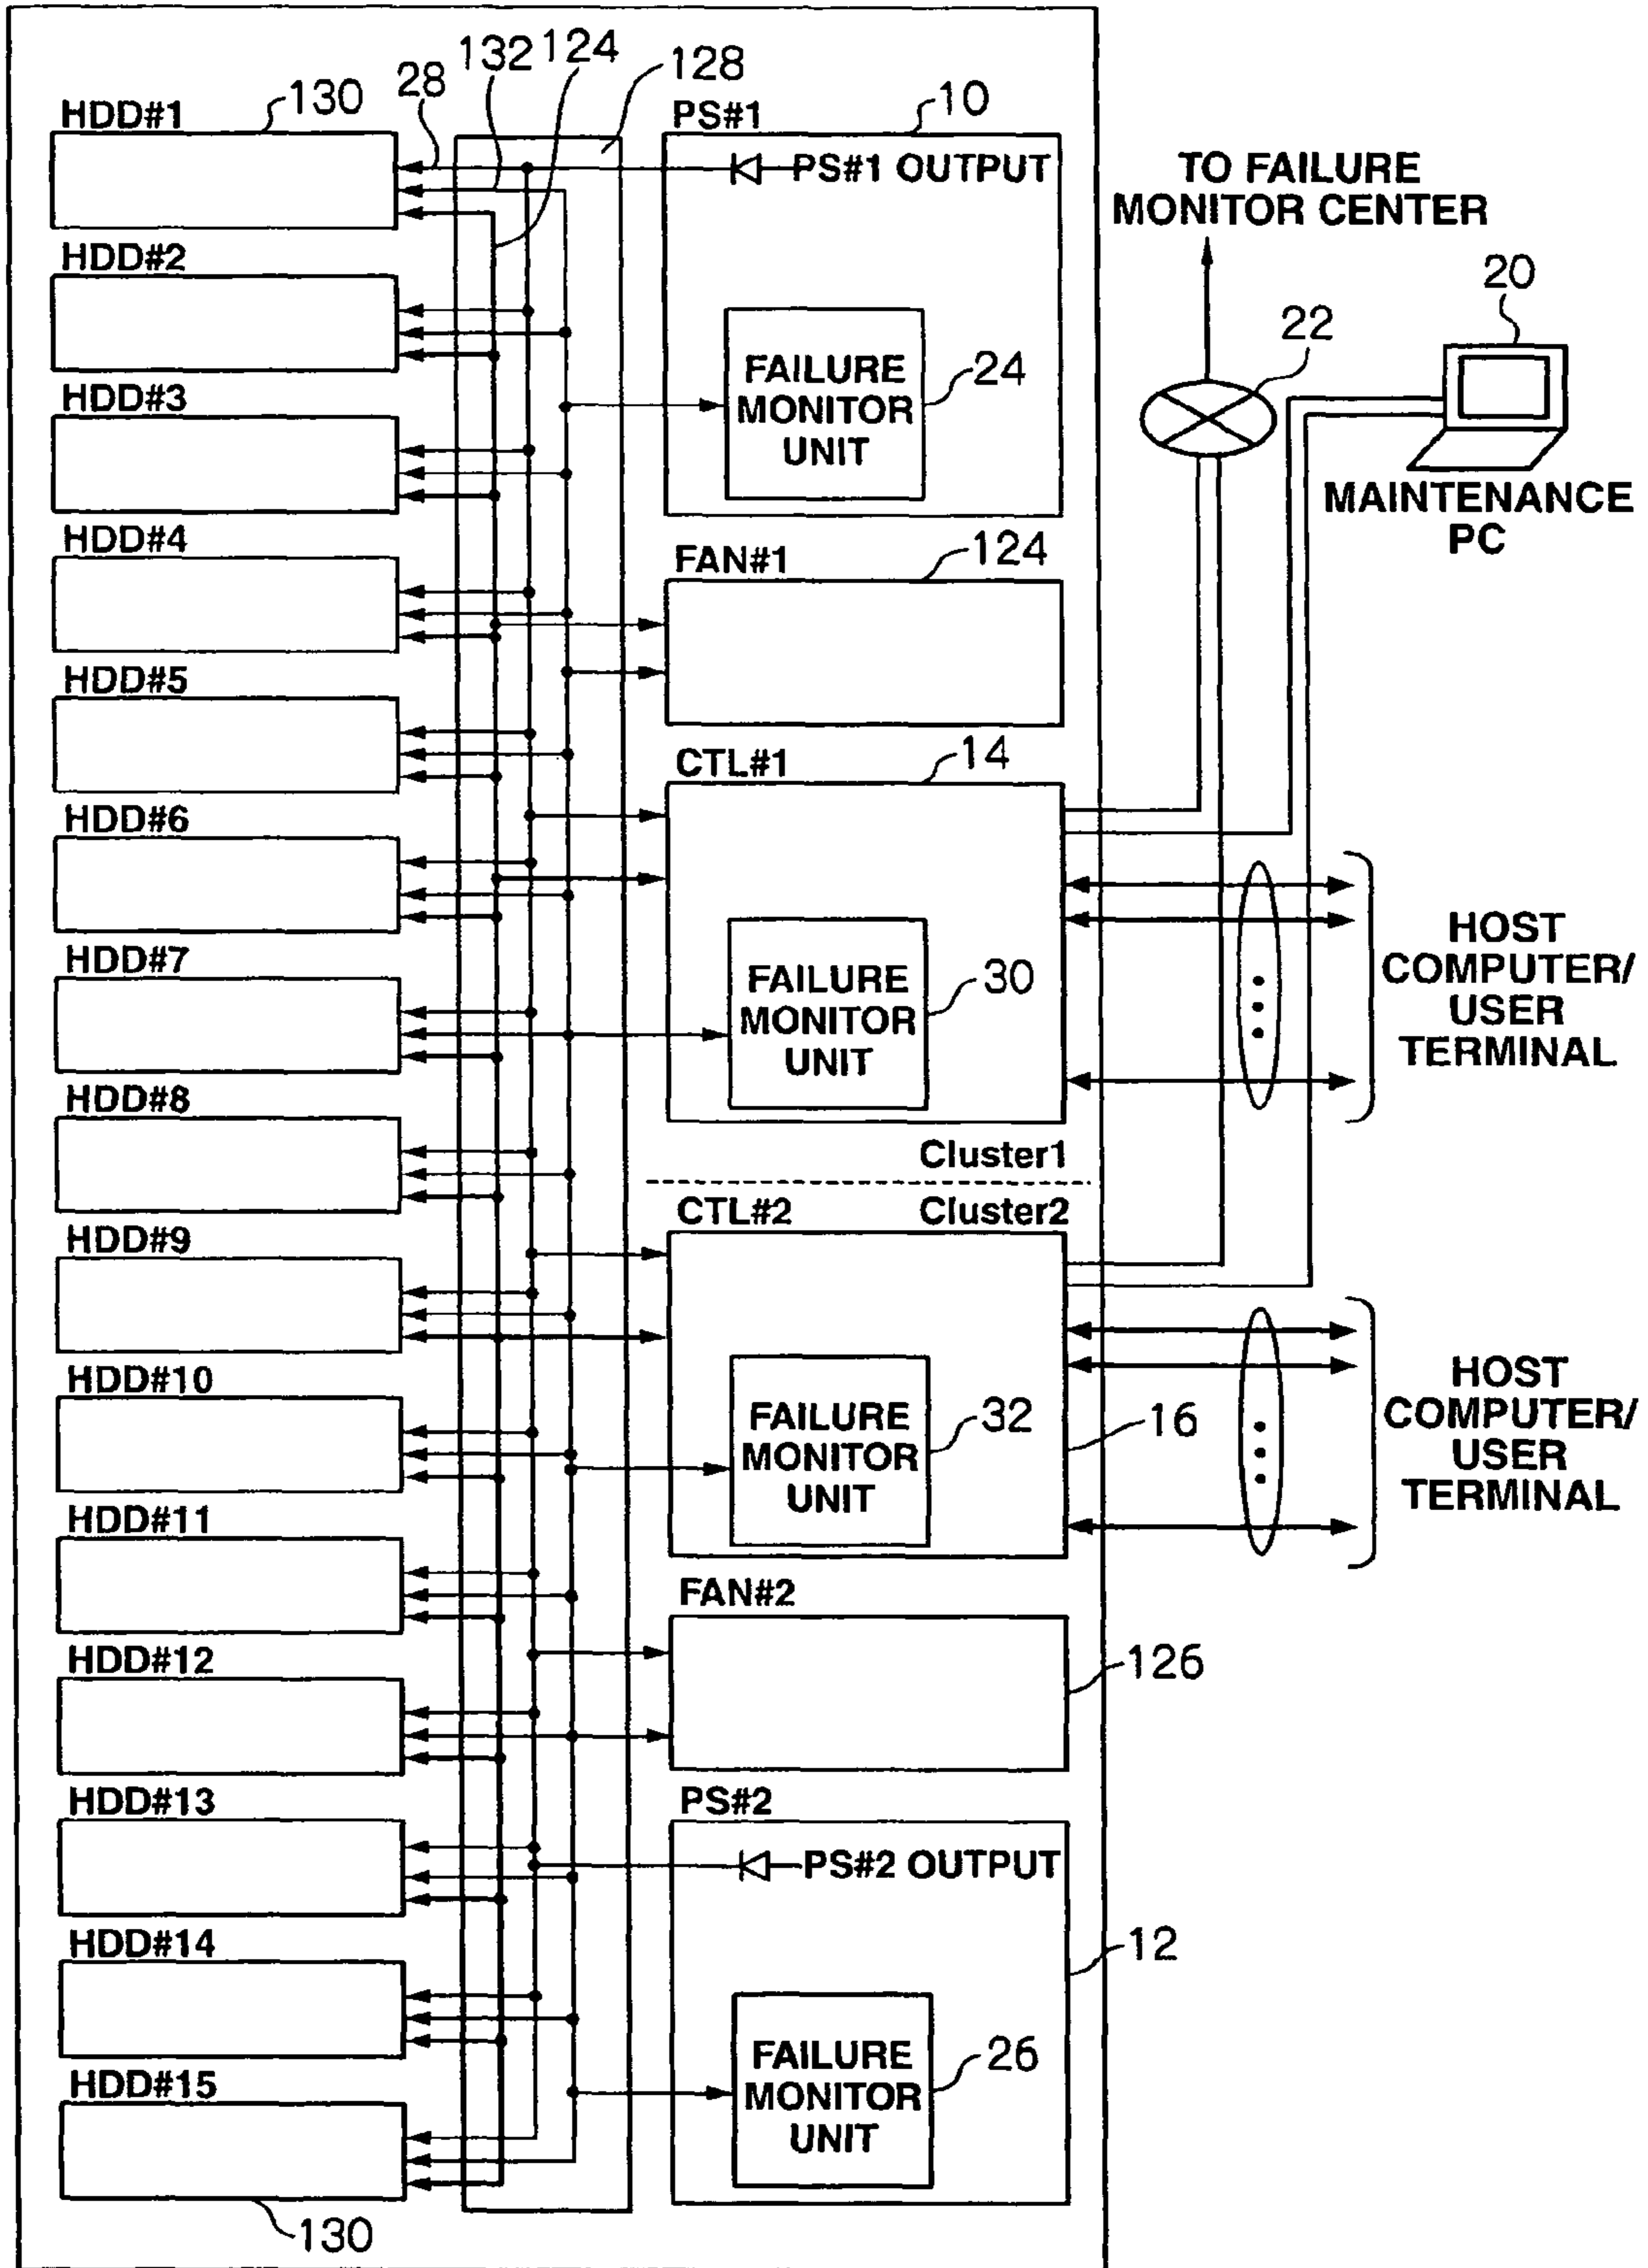 132 124
28
128
HDD#1
130
PS#1
10
PS#1 OUTPUT
TO FAILURE
MONITOR CENTER
HDD#2
20
22
FAILURE
MONITOR
UNIT
24
HDD#3
MAINTENANCE
PC
HDD#4
FAN#1
124
HDD#5
CTL#1
14
HDD#6
HOST
COMPUTER/
USER
TERMINAL
HDD#7
FAILURE
MONITOR
UNIT
30
HDD#8
Cluster1
CTL#2
Cluster2
HDD#9
HDD#10
HOST
COMPUTER/
USER
TERMINAL
FAILURE
MONITOR
UNIT
32
16
HDD#11
FAN#2
HDD#12
126
HDD#13
PS#2
PS#2 OUTPUT
HDD#14
12
FAILURE
MONITOR
UNIT
26
HDD#15
130